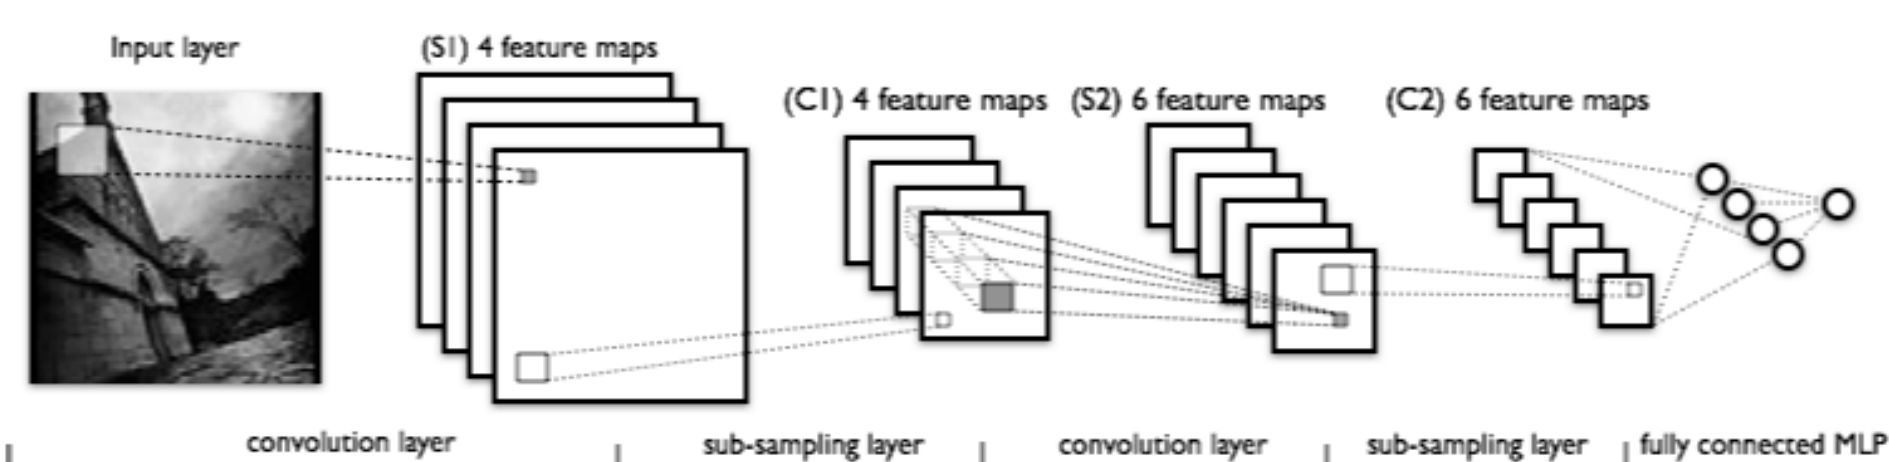 Input layer
(S1) 4 feature maps
(C1) 4 feature maps
(S2) 6 feature maps
(C2) 6 feature maps
convolution layer
sub-sampling layer
convolution layer
sub-sampling layer
fully connected MLP